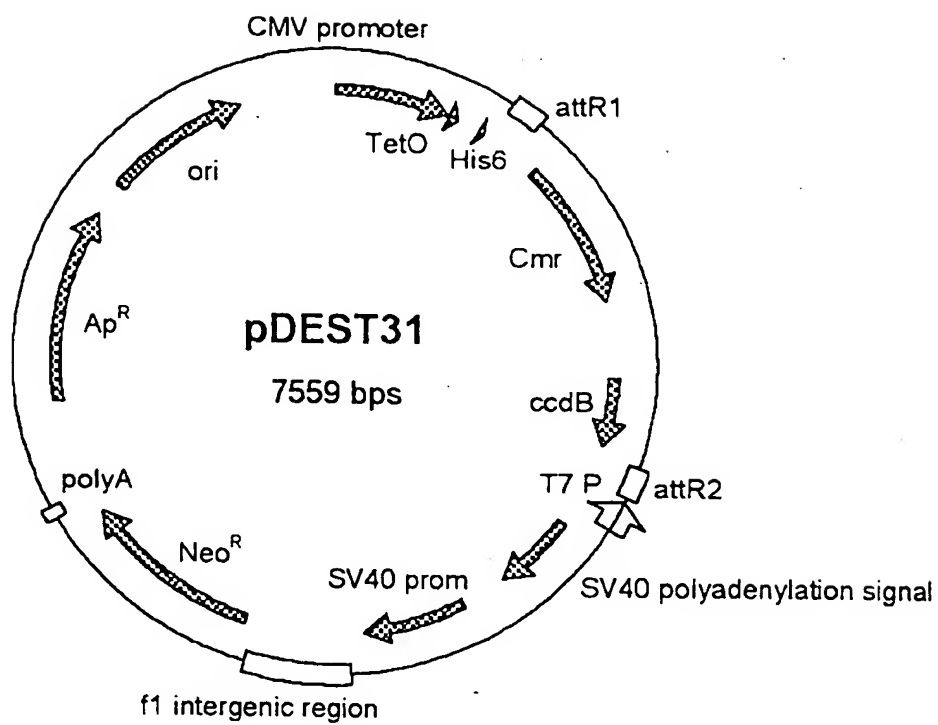 CMV promoter
attR1
TetO
His6
ori
Cmr
Ap^R
pDEST31
7559 bps
ccdB
T7 P
attR2
polyA
Neo^R
SV40 prom
SV40 polyadenylation signal
f1 intergenic region